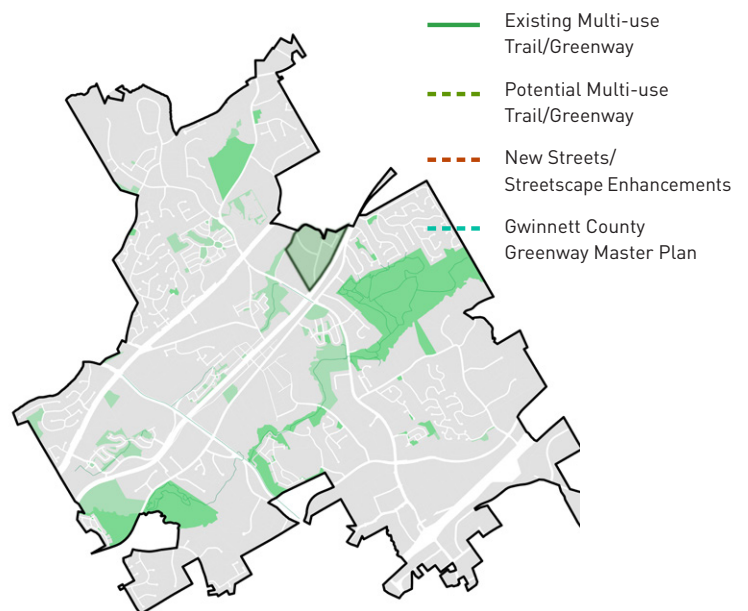 Existing Multi-use
Trail/Greenway
Potential Multi-use
Trail/Greenway
New Streets/
Streetscape Enhancements
Gwinnett County
Greenway Master Plan